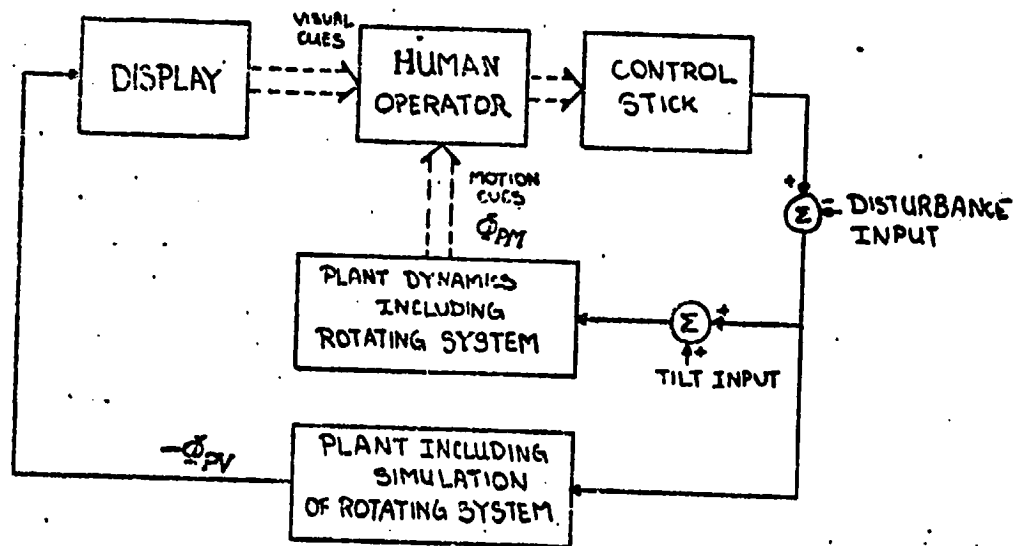 VISUAL
CUES
DISPLAY
HUMAN
OPERATOR
CONTROL
STICK
MOTION
CUES
Φ_PM
+
Σ
- DISTURBANCE
INPUT
PLANT DYNAMICS
INCLUDING
ROTATING SYSTEM
Σ
+
+
TILT INPUT
-Φ_PV
PLANT INCLUDING
SIMULATION
OF ROTATING SYSTEM